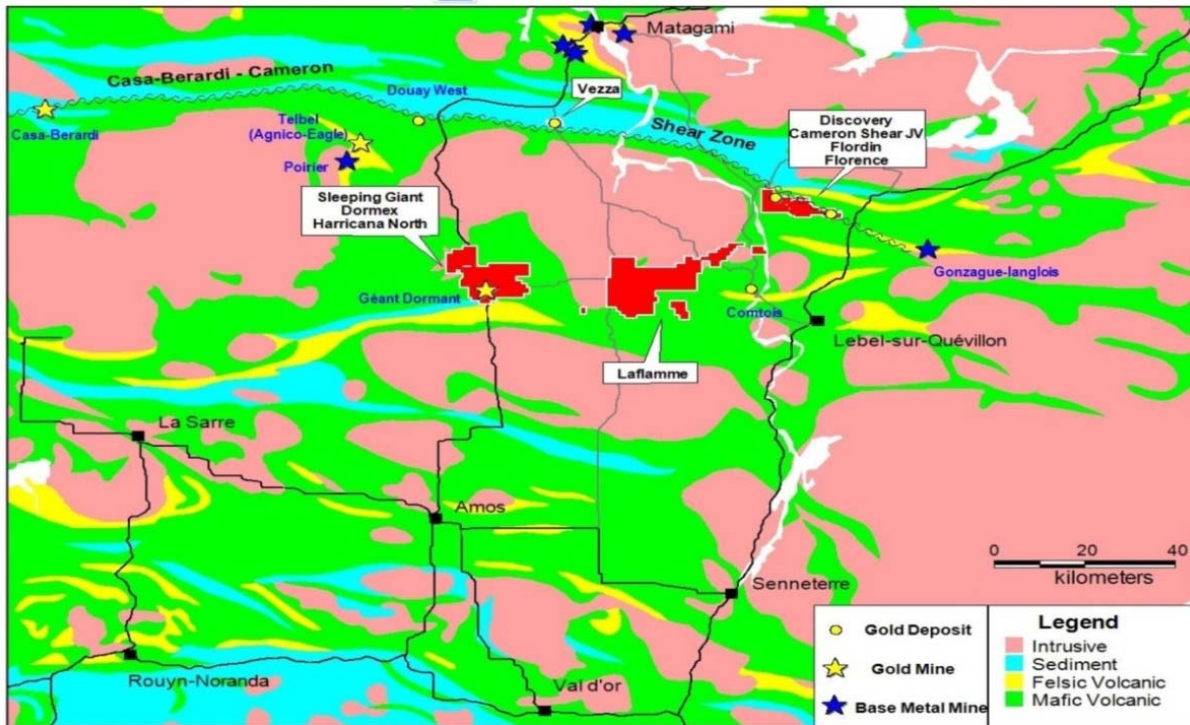 Matagami
Casa-Berardi - Cameron
Shear Zone
Douay West
Vezza
Casa-Berardi
Telbel
(Agnico-Eagle)
Poirier
Discovery
Cameron Shear JV
Flordin
Florence
Sleeping Giant
Dormex
Harricana North
Gonzague-langlois
Géant Dormant
Comtois
Lebel-sur-Quévillon
Laflamme
La Sarre
Amos
Senneterre
Rouyn-Noranda
Val d'or
0 20 40
kilometers
Gold Deposit
Gold Mine
Base Metal Mine
Legend
Intrusive
Sediment
Felsic Volcanic
Mafic Volcanic